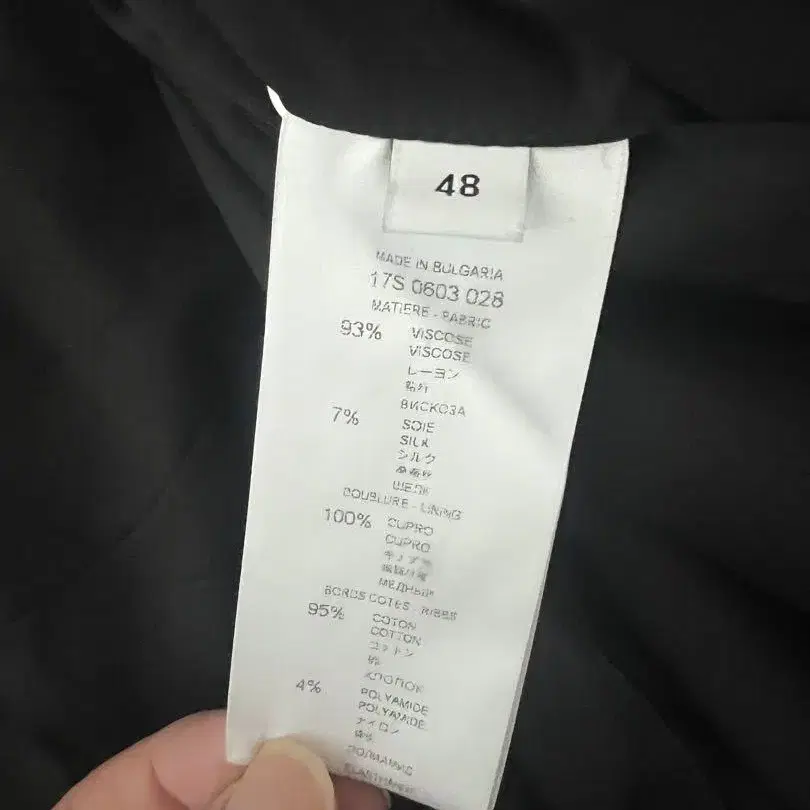 48
MADE IN BULGARIA
17S 0603 028
MATIERE - FABRIC
93% VISCOSE
VISCOSE
レーヨン
ВИСКОЗА
7% SOIE
SILK
シルク
ШЕЛК
DOUBLURE - LINING
100% CUPRO
CUPRO
МЕДНЫЙ
BORDS COTES - RIBBS
95% COTON
COTTON
コットン
ХЛОПОК
4% POLYAMIDE
POLYAMIDE
ナイロン